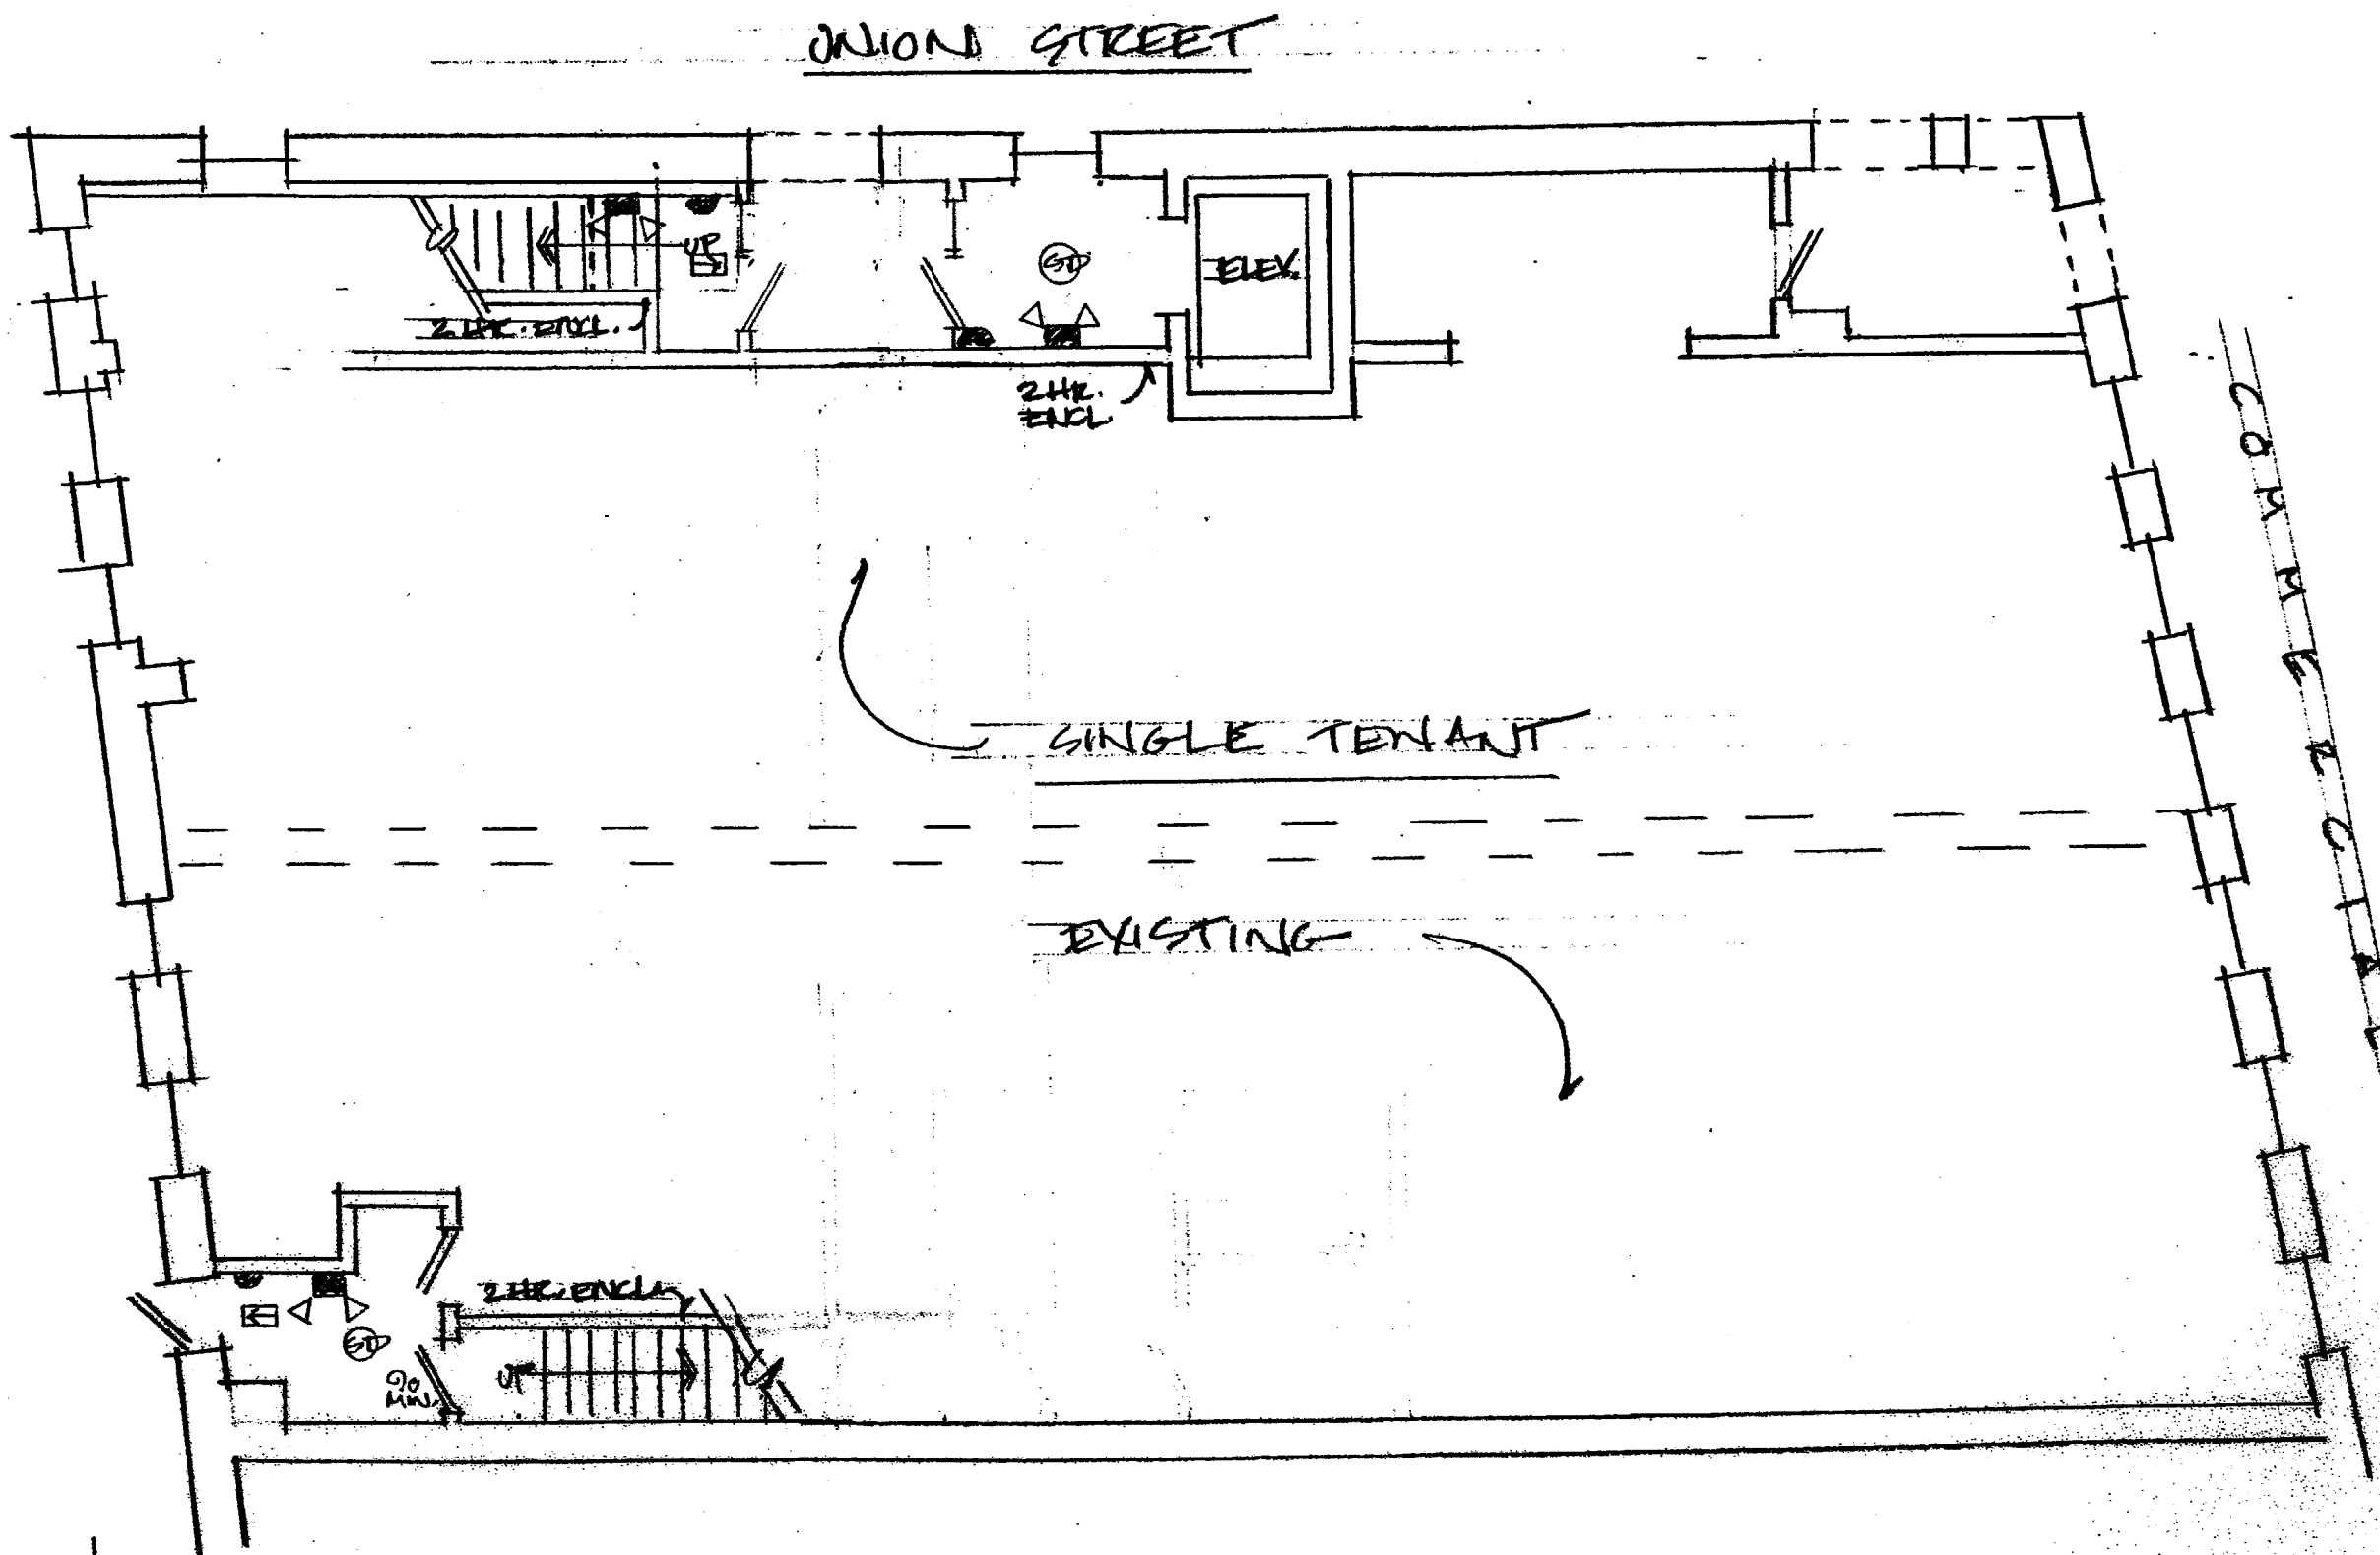 UNION STREET
UP
SD
ELEV.
2 HR. ENCL.
2 HR.
ENCL.
COMMERCIAL
SINGLE TENANT
EXISTING
2 HR. ENCL.
SD
90
MIN.
UP